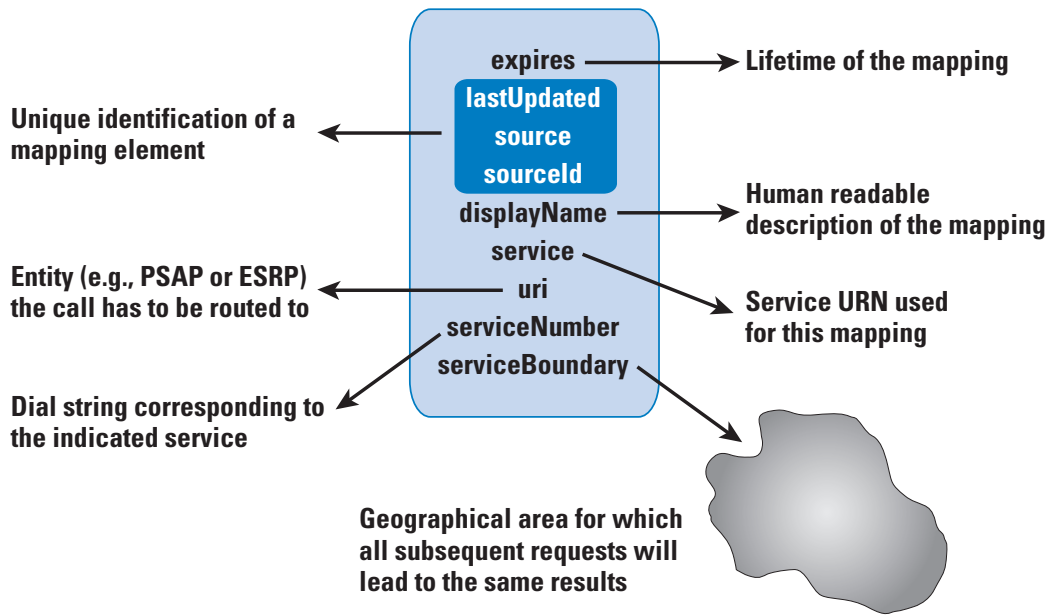 expires
Lifetime of the mapping
lastUpdated
source
sourceId
Unique identification of a
mapping element
displayName
Human readable
description of the mapping
service
Service URN used
for this mapping
uri
Entity (e.g., PSAP or ESRP)
the call has to be routed to
serviceNumber
Dial string corresponding to
the indicated service
serviceBoundary
Geographical area for which
all subsequent requests will
lead to the same results